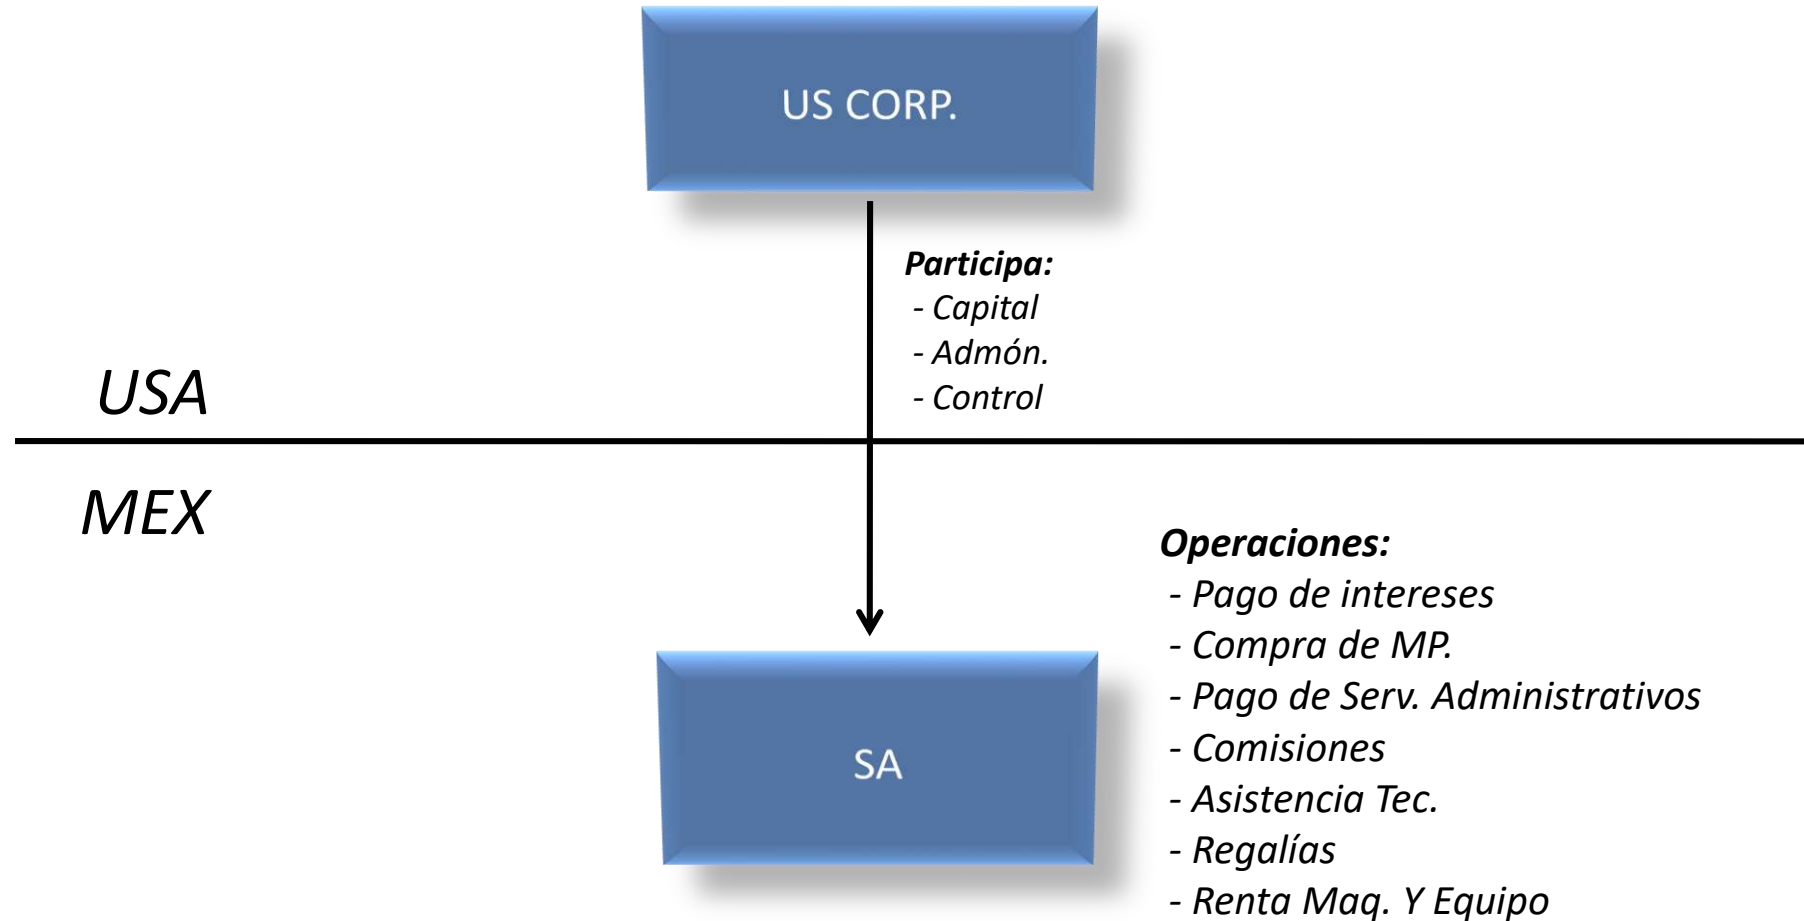 US CORP.
Participa:
- Capital
- Admón.
- Control
USA
MEX
Operaciones:
- Pago de intereses
- Compra de MP.
- Pago de Serv. Administrativos
- Comisiones
- Asistencia Tec.
- Regalías
- Renta Maq. Y Equipo
SA